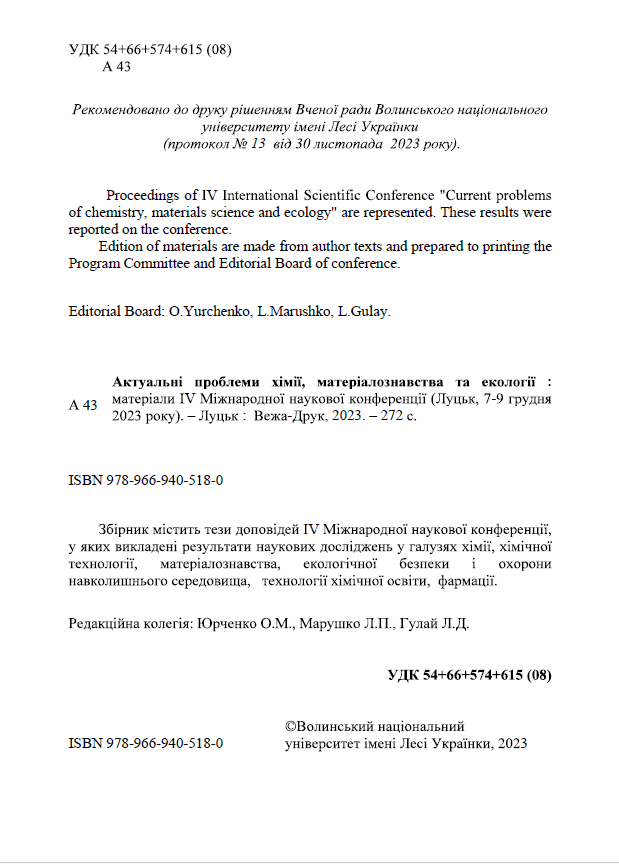 УДК 54+66+574+615 (08)
А 43
Рекомендовано до друку рішенням Вченої ради Волинського національного
університету імені Лесі Українки
(протокол № 13 від 30 листопада 2023 року).
Proceedings of IV International Scientific Conference "Current problems
of chemistry, materials science and ecology" are represented. These results were
reported on the conference.
Edition of materials are made from author texts and prepared to printing the
Program Committee and Editorial Board of conference.
Editorial Board: O.Yurchenko, L.Marushko, L.Gulay.
Актуальні проблеми хімії, матеріалознавства та екології :
А 43 матеріали IV Міжнародної наукової конференції (Луцьк, 7-9 грудня
2023 року). – Луцьк : Вежа-Друк, 2023. – 272 с.
ISBN 978-966-940-518-0
Збірник містить тези доповідей IV Міжнародної наукової конференції,
у яких викладені результати наукових досліджень у галузях хімії, хімічної
технології, матеріалознавства, екологічної безпеки і охорони
навколишнього середовища, технології хімічної освіти, фармації.
Редакційна колегія: Юрченко О.М., Марушко Л.П., Гулай Л.Д.
УДК 54+66+574+615 (08)
©Волинський національний
ISBN 978-966-940-518-0 університет імені Лесі Українки, 2023